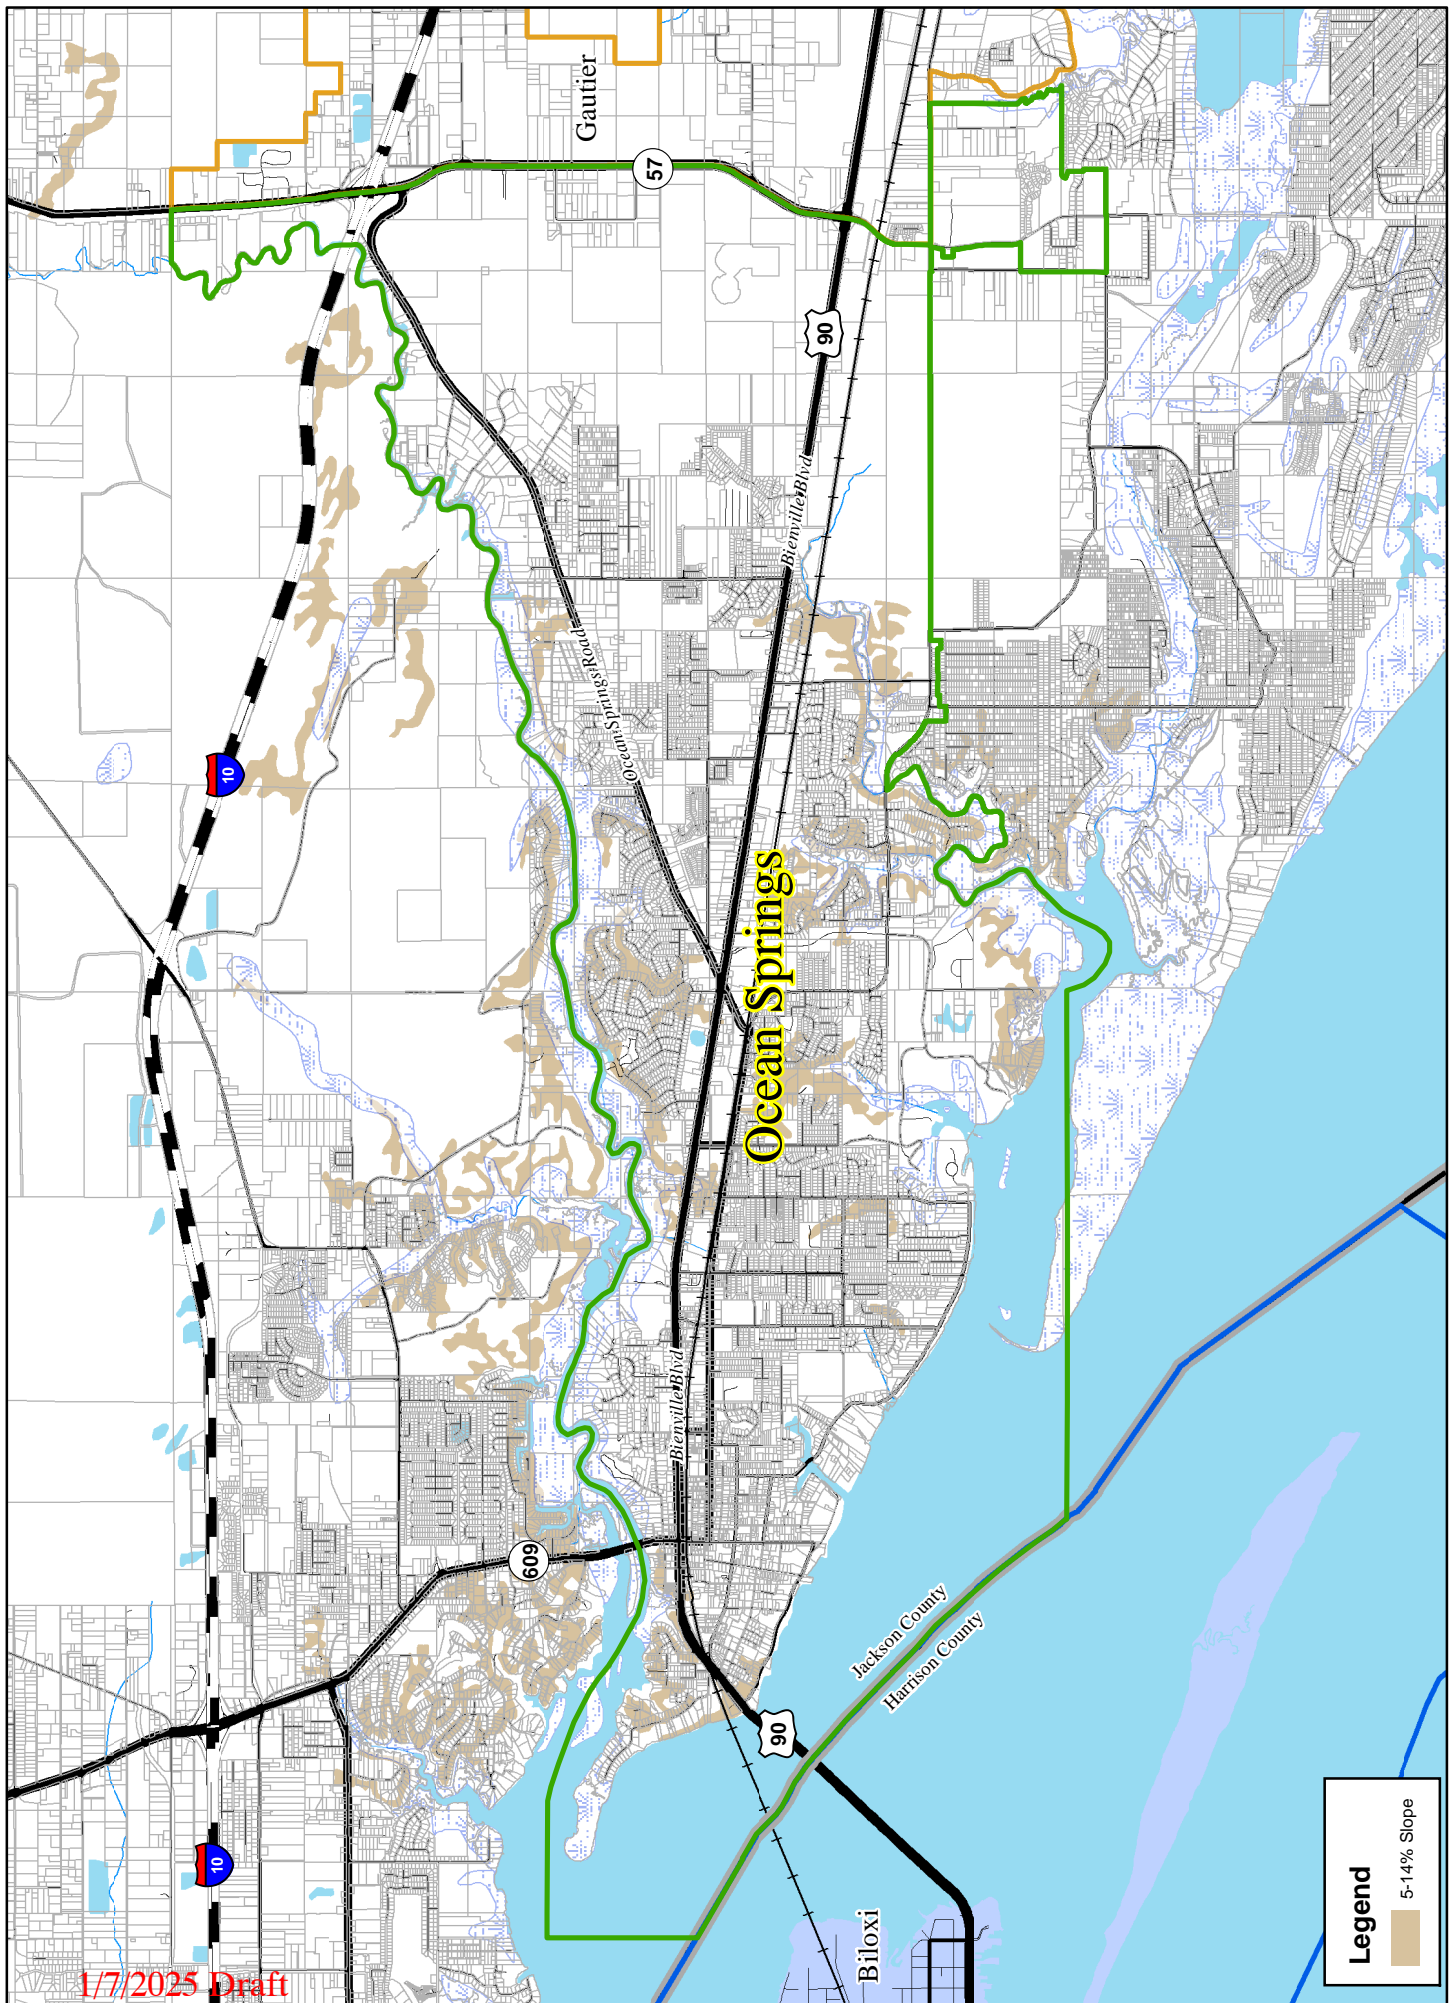 1/7/2025 Draft
Gautier
57
90
10
Bienville Blvd
Ocean Springs Road
Ocean Springs
Bienville Blvd
609
10
90
Jackson County
Harrison County
Biloxi
Legend
5-14% Slope